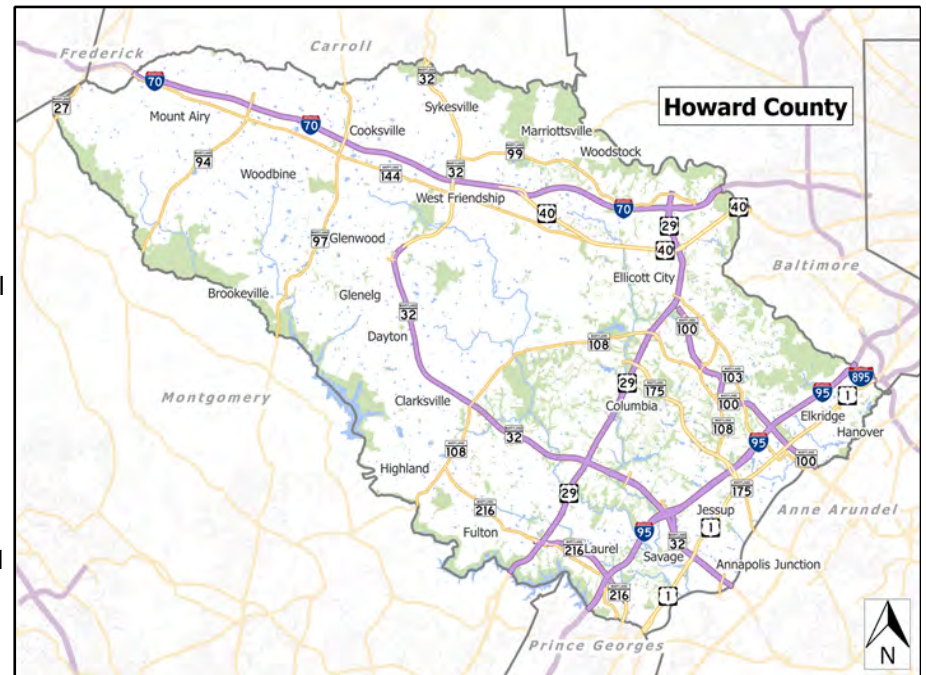 Carroll
Frederick
32
70
27
Sykesville
Howard County
Mount Airy
70
Cooksville
Marriottsville
99
Woodstock
94
144
32
Woodbine
West Friendship
70
40
40
29
97
Glenwood
40
Baltimore
Ellicott City
Brookeville
Glenelg
32
Dayton
100
108
103
95
895
29
175
Montgomery
Columbia
100
1
Clarksville
Elkridge
108
Hanover
32
95
108
100
Highland
29
175
216
Jessup
Anne Arundel
Fulton
95
1
32
216
Laurel
Savage
Annapolis Junction
216
1
Prince Georges
N
l
l